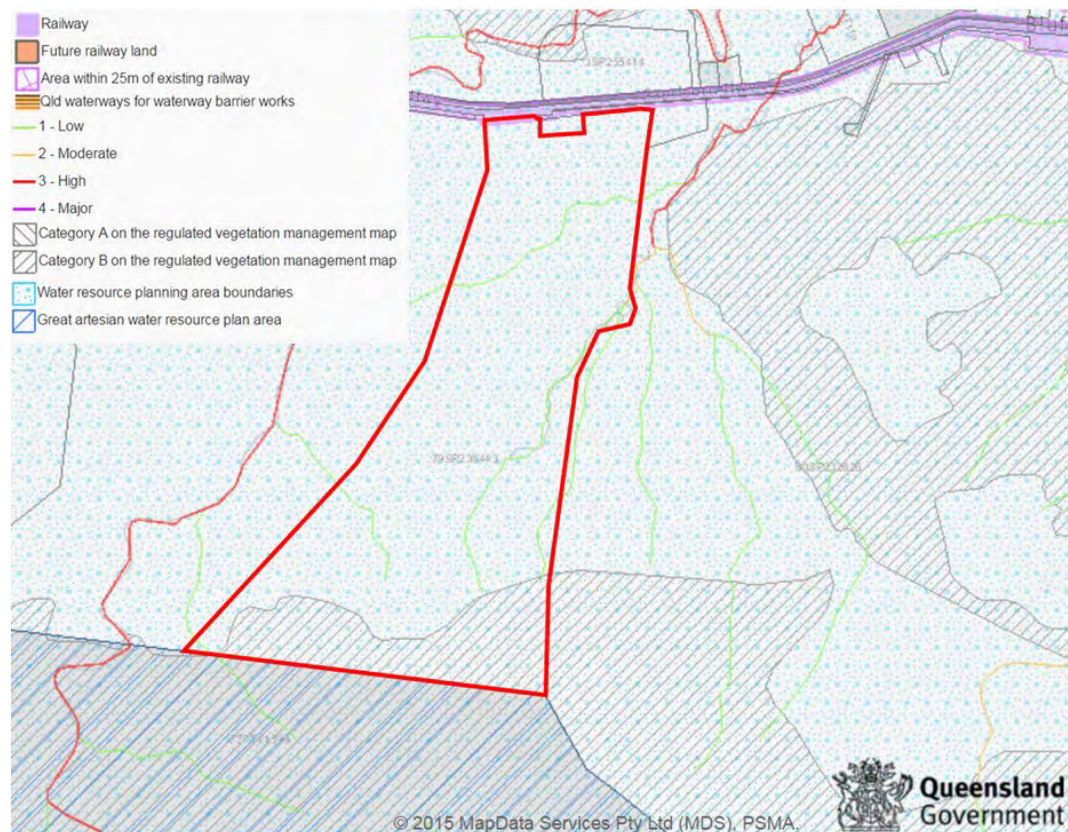 Railway
Future railway land
Area within 25m of existing railway
Qld waterways for waterway barrier works
1 - Low
2 - Moderate
3 - High
4 - Major
Category A on the regulated vegetation management map
Category B on the regulated vegetation management map
Water resource planning area boundaries
Great artesian water resource plan area
Queensland
Government
© 2015 MapData Services Pty Ltd (MDS), PSMA,